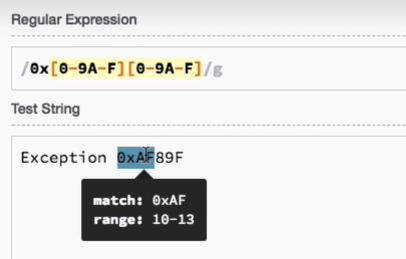 Regular Expression
/0x[0-9A-F][0-9A-F]/g
Test String
Exception 0xAF89F
match: 0xAF
range: 10-13